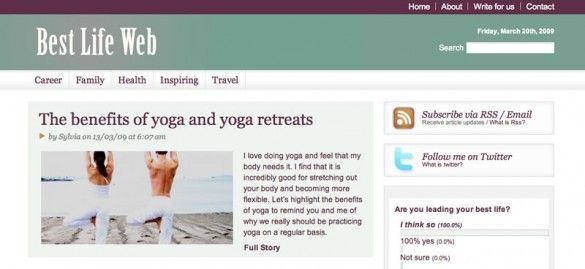 Home | About | Write for us | Contact
Best Life Web
Friday, March 20th, 2009
Search
Career Family Health Inspiring Travel
The benefits of yoga and yoga retreats
by Sylvia on 13/03/09 at 6:07 am
I love doing yoga and feel that my
body needs it. I find that it is
incredibly good for stretching out
your body and becoming more
flexible. Let's highlight the benefits
of yoga to remind you and me of
why we really should be practicing
yoga on a regular basis.
Full Story
Subscribe via RSS / Email
Receive article updates / What is Rss?
Follow me on Twitter
What is twitter?
Are you leading your best life?
I think so (100.0%)
100% yes (0.0%)
Not sure (0.0%)